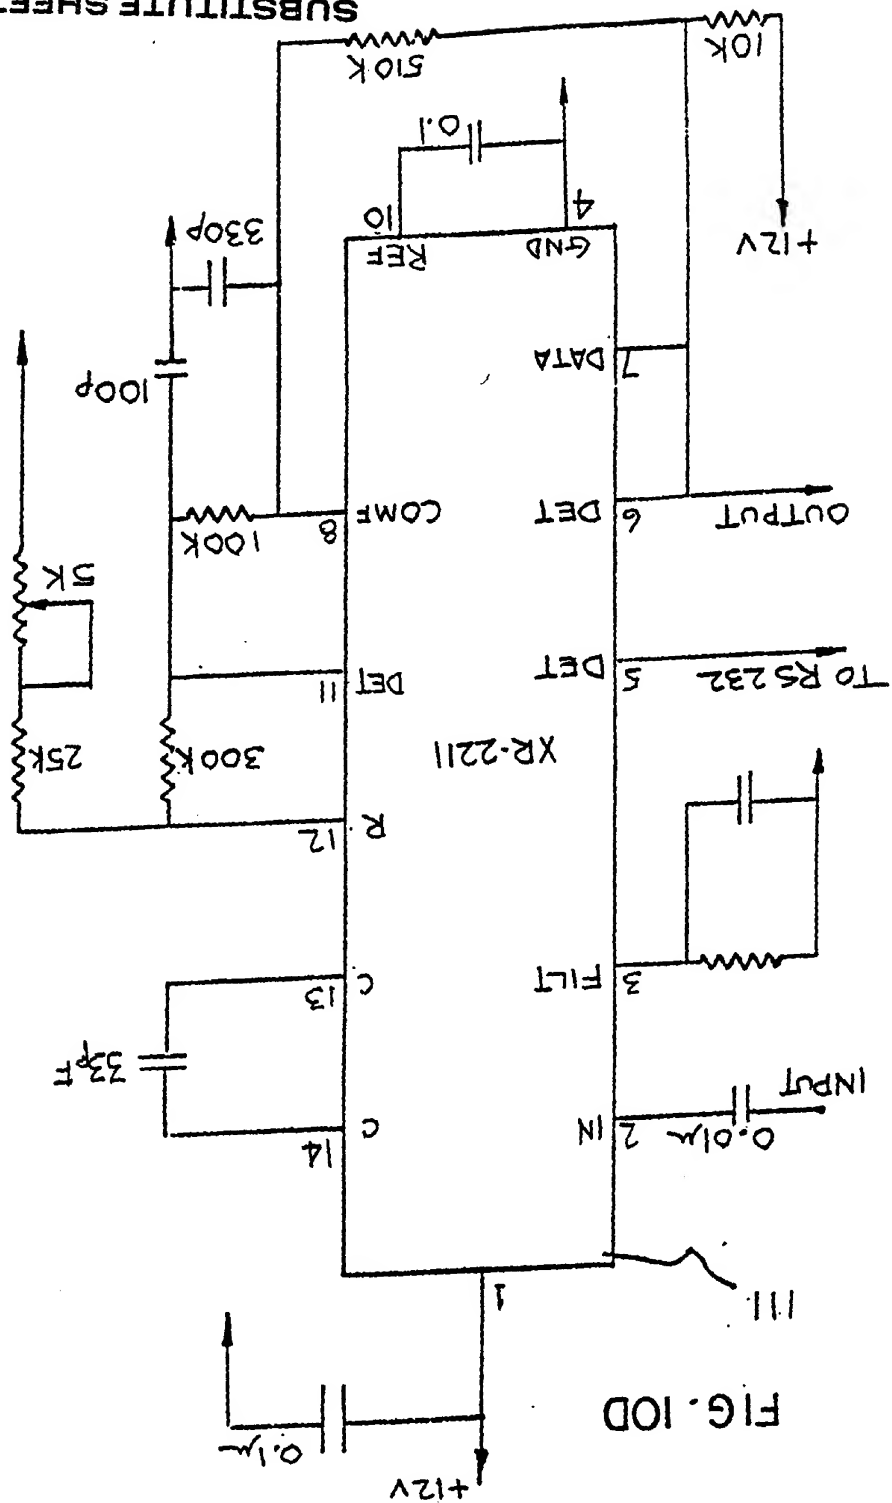 +12V
0.1μ
FIG. 10D
111
1
14
INPUT
0.01μ
2
IN
C
33pF
3
FILT
13
C
12
R
XR-2211
300K
25K
TO RS232
5
DET
11
DET
OUTPUT
6
DET
8
COMF
100K
5K
7
DATA
100p
+12V
GND
REF
4
10
330p
0.1
10K
510K
SUBSTITUTE SHEET